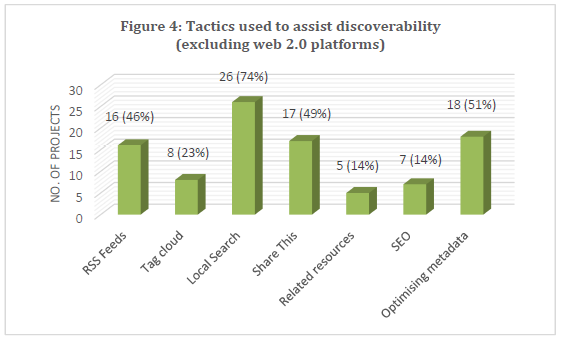 Figure 4: Tactics used to assist discoverability
(excluding web 2.0 platforms)
NO. OF PROJECTS
30
25
20
15
10
5
0
16 (46%)
8 (23%)
26 (74%)
17 (49%)
5 (14%)
7 (14%)
18 (51%)
RSS Feeds
Tag cloud
Local Search
Share This
Related resources
SEO
Optimising metadata